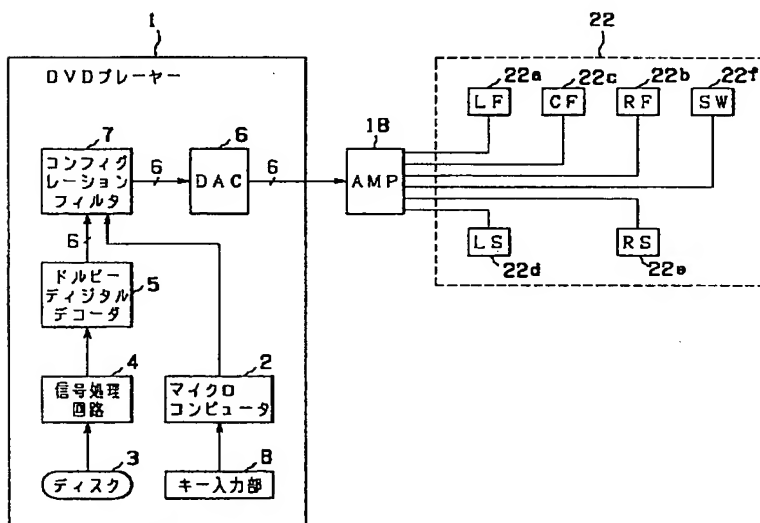 1
22
DVDプレーヤー
22a
22c
22b
22f
LF
CF
RF
SW
7
6
18
コンフィグ
レーション
フィルタ
6
DAC
6
AMP
6
LS
RS
22d
22e
ドルビー
ディジタル
デコーダ
5
4
2
信号処理
回路
マイクロ
コンピュータ
3
8
ディスク
キー入力部